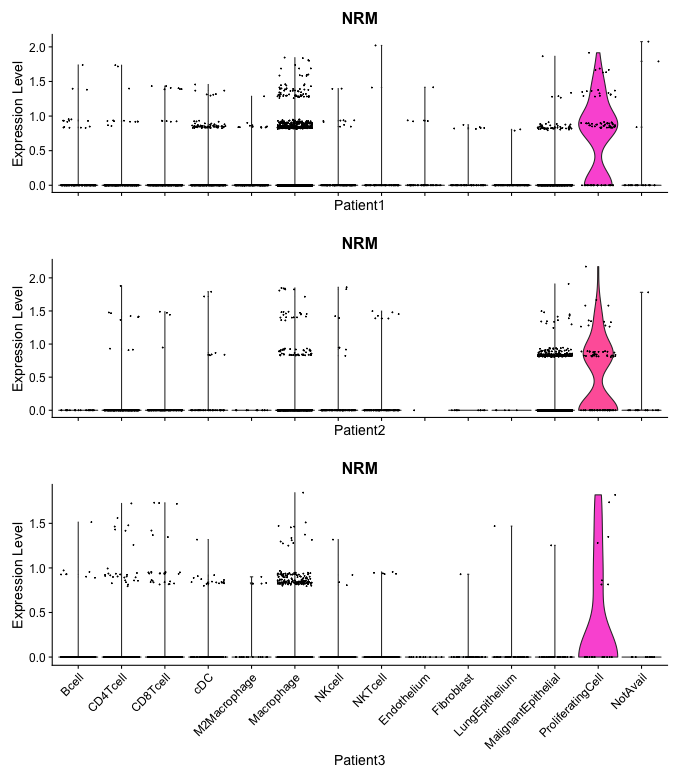 NRM
Expression Level
2.0
1.5
1.0
0.5
0.0
Patient1
NRM
Expression Level
2.0
1.5
1.0
0.5
0.0
Patient2
NRM
Expression Level
1.5
1.0
0.5
0.0
Bcell
CD4Tcell
CD8Tcell
cDC
M2Macrophage
Macrophage
NKcell
NKTcell
Endothelium
Fibroblast
LungEpithelium
MalignantEpithelial
ProliferatingCell
NotAvail
Patient3